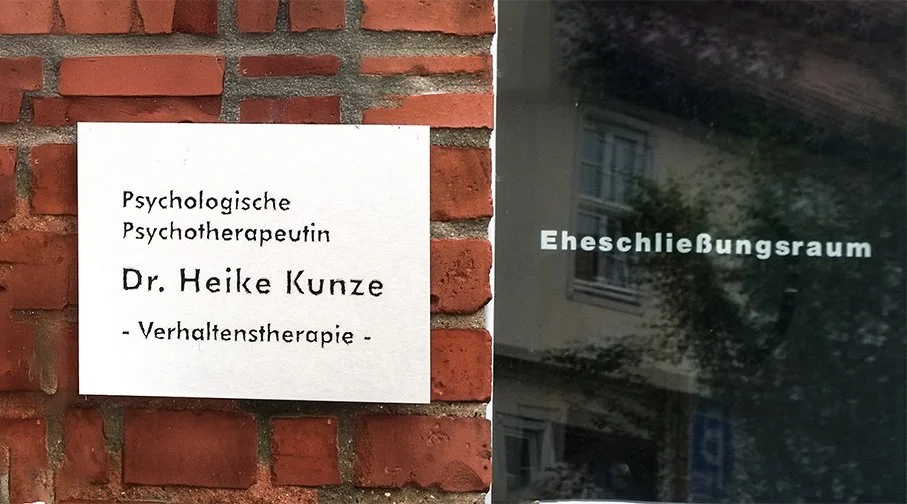 Psychologische
Psychotherapeutin
Dr. Heike Kunze
- Verhaltenstherapie -
Eheschließungsraum